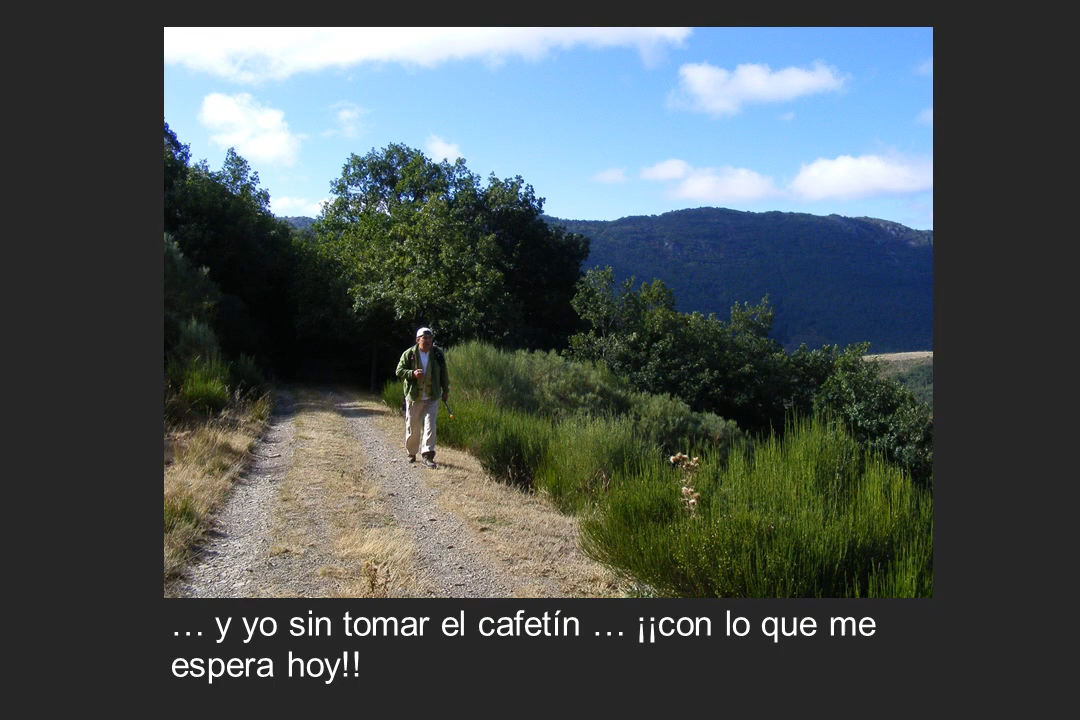 … y yo sin tomar el cafetín … ¡¡con lo que me
espera hoy!!